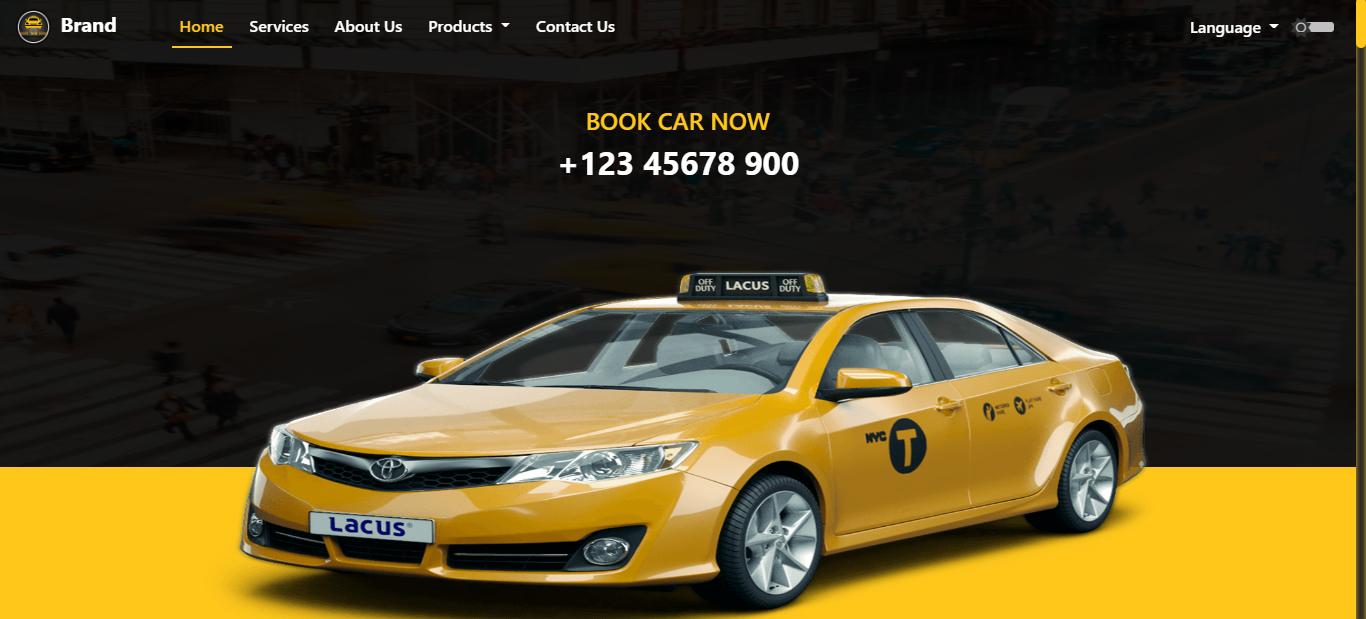 Brand
Home Services About Us Products Contact Us
Language
BOOK CAR NOW
+123 45678 900
OFF DUTY LACUS OFF DUTY
NYC T
LACUS